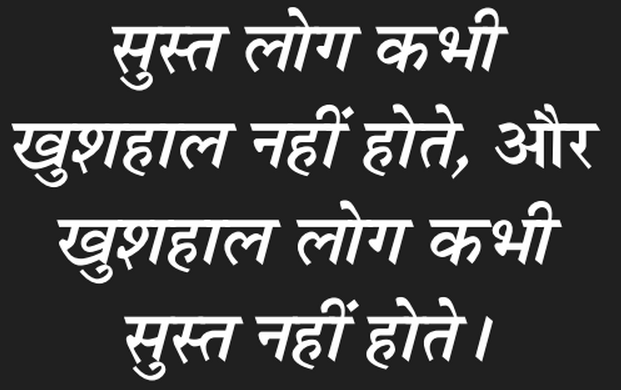 सुस्त लोग कभी
खुशहाल नहीं होते, और
खुशहाल लोग कभी
सुस्त नहीं होते।